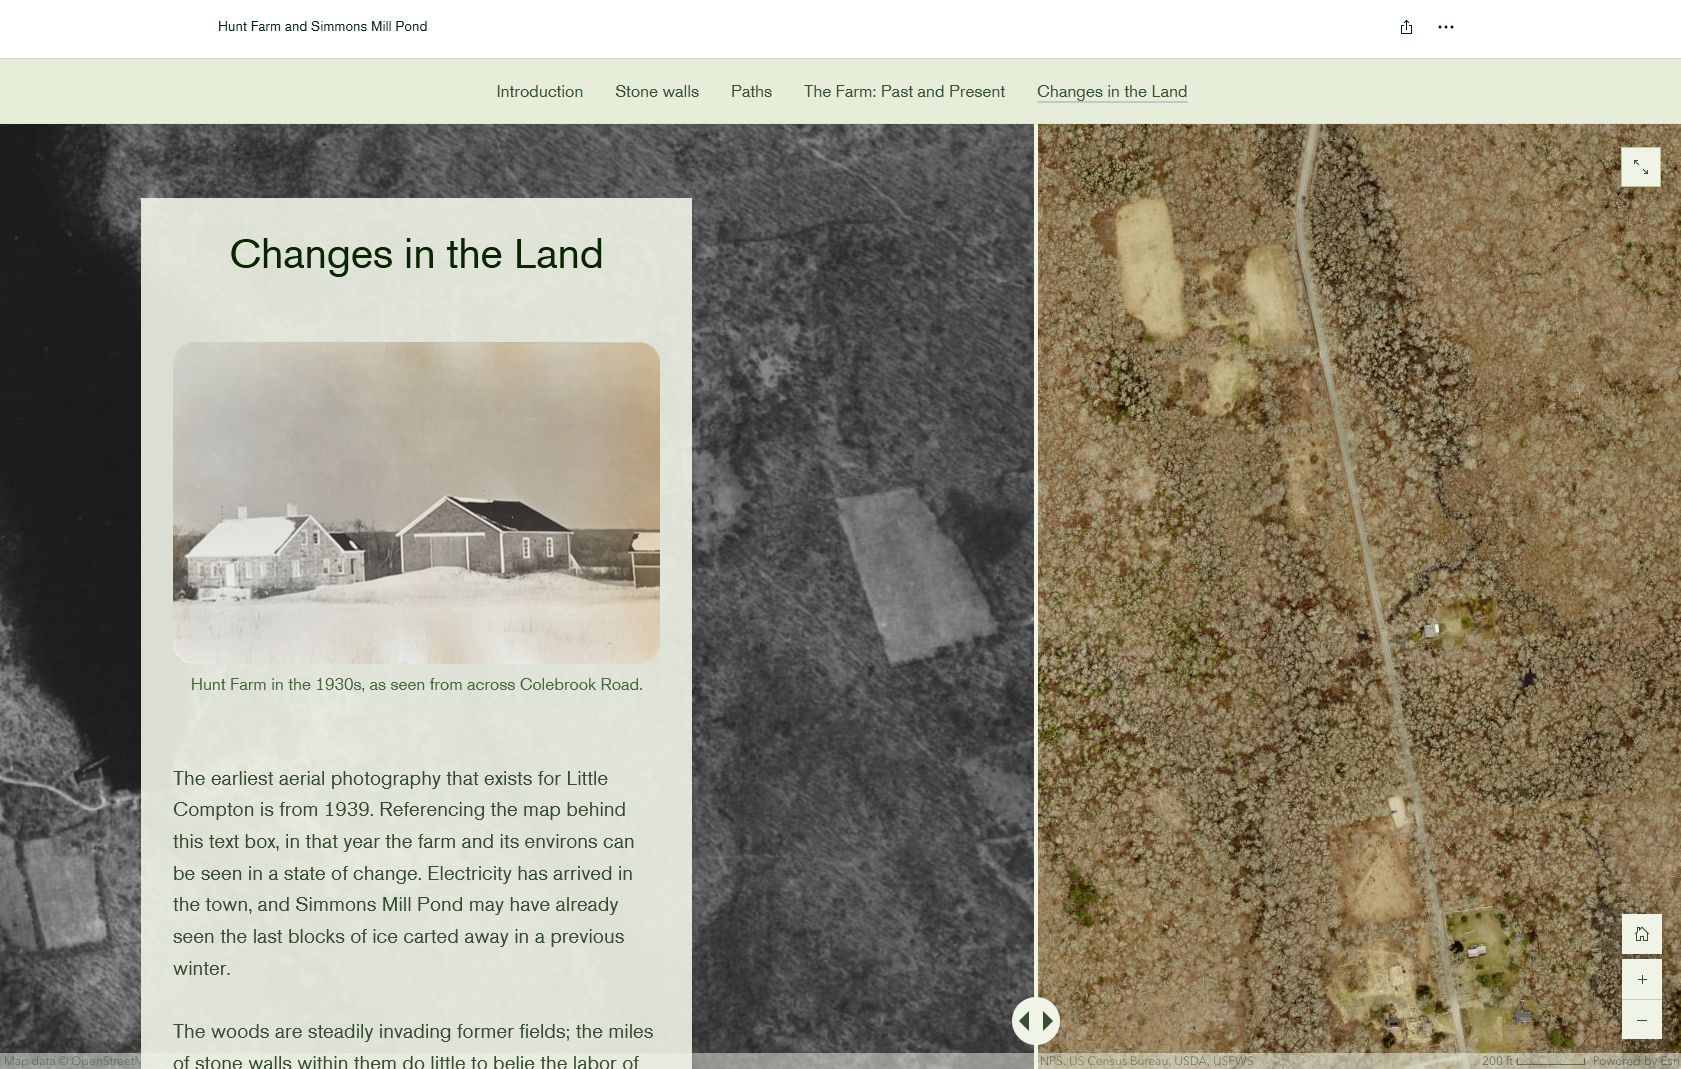 Hunt Farm and Simmons Mill Pond
Introduction
Stone walls
Paths
The Farm: Past and Present
Changes in the Land
Changes in the Land
Hunt Farm in the 1930s, as seen from across Colebrook Road.
The earliest aerial photography that exists for Little
Compton is from 1939. Referencing the map behind
this text box, in that year the farm and its environs can
be seen in a state of change. Electricity has arrived in
the town, and Simmons Mill Pond may have already
seen the last blocks of ice carted away in a previous
winter.
The woods are steadily invading former fields; the miles
of stone walls within them do little to belie the labor of
Map data © OpenStreetM
NPS, US Census Bureau, USDA, USFWS
200 ft
Powered by Esri